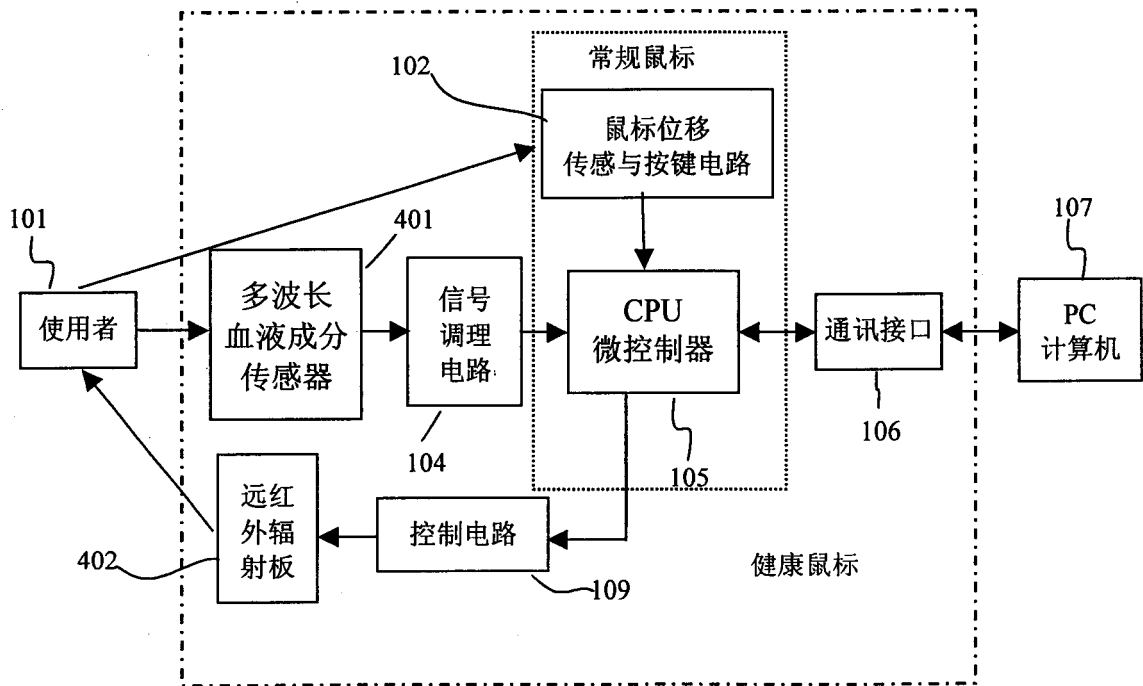 常规鼠标
102
鼠标位移
传感与按键电路
101
401
107
使用者
多波长
血液成分
传感器
信号
调理
电路
CPU
微控制器
通讯接口
PC
计算机
104
105
106
远红
外辐
射板
控制电路
402
109
健康鼠标